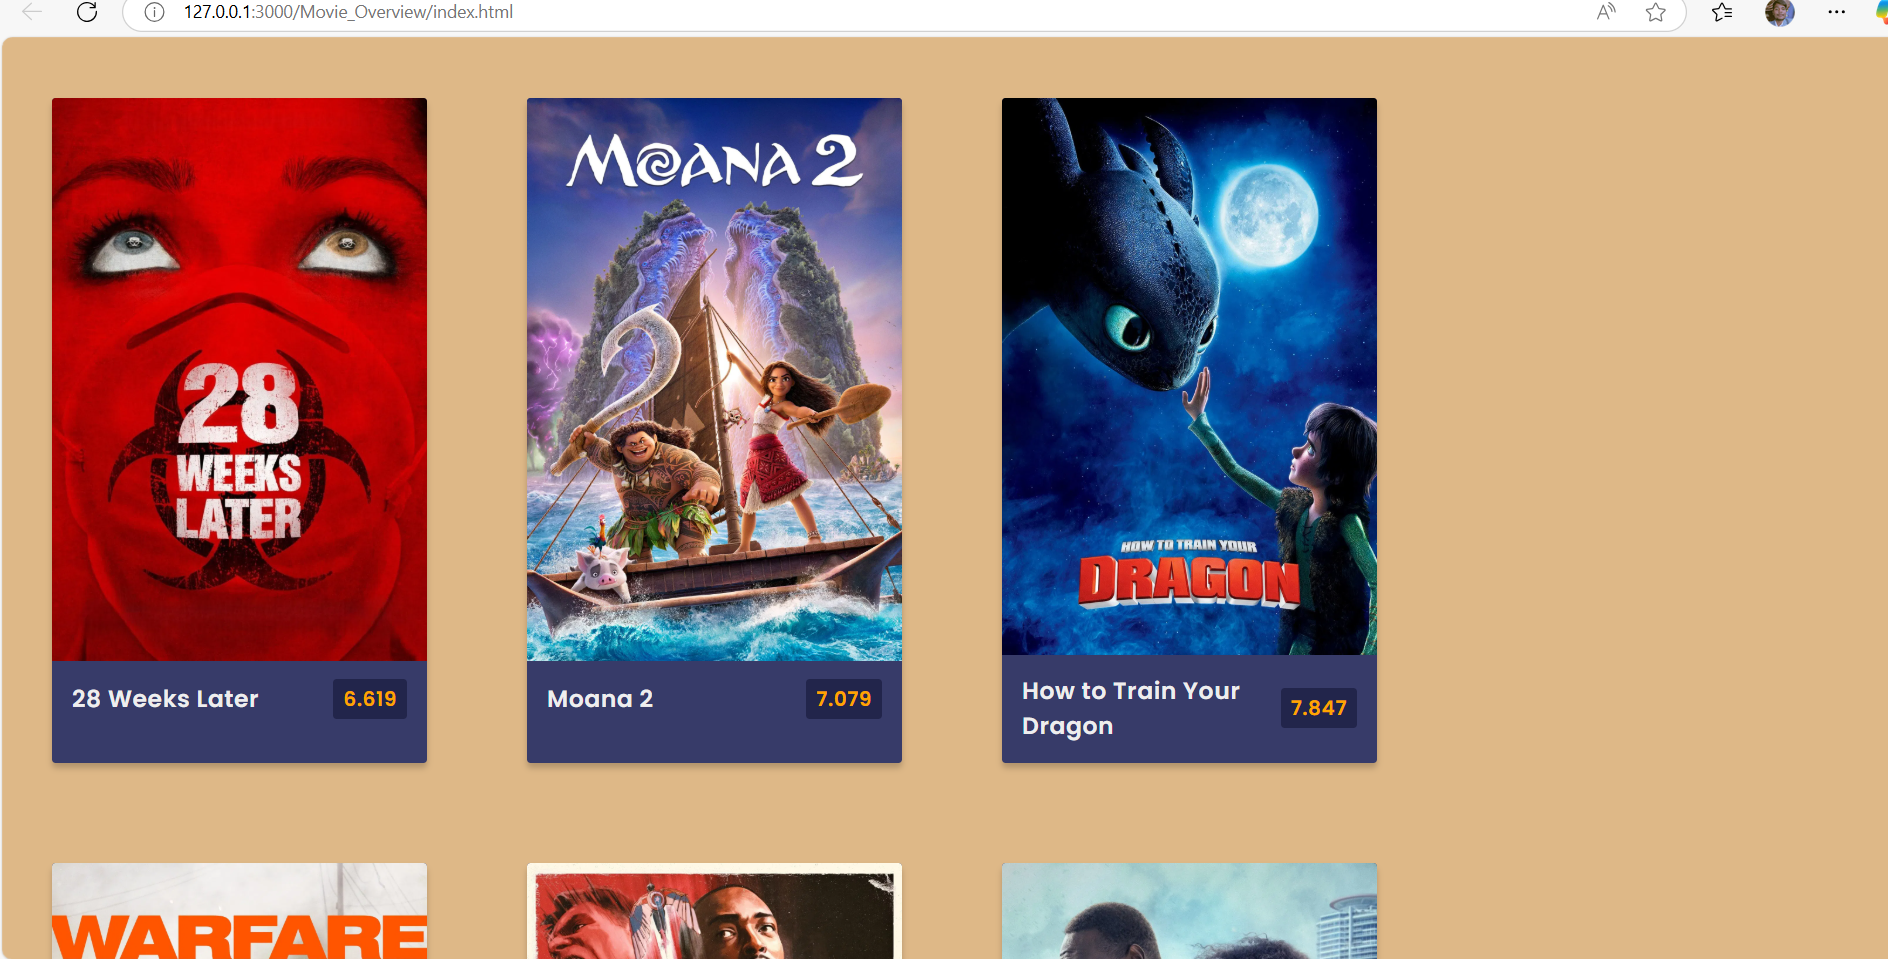 127.0.0.1:3000/Movie_Overview/index.html
MOANA 2
28
WEEKS
LATER
HOW TO TRAIN YOUR
DRAGON
28 Weeks Later 6.619
Moana 2 7.079
How to Train Your
Dragon
7.847
WARFARE